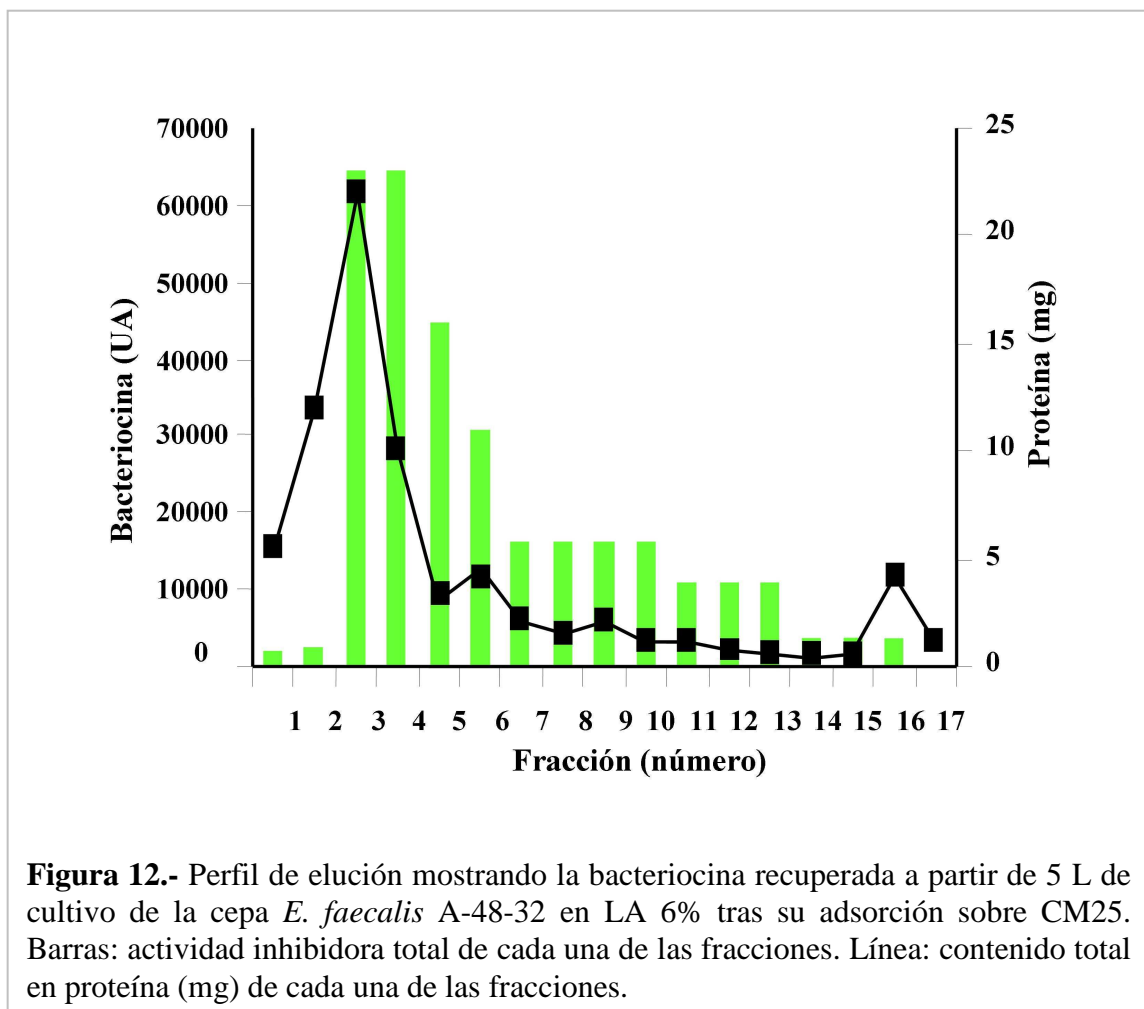 70000
60000
50000
40000
30000
20000
10000
0
Bacteriocina (UA)
25
20
15
10
5
0
Proteína (mg)
1 2 3 4 5 6 7 8 9 10 11 12 13 14 15 16 17
Fracción (número)
Figura 12.- Perfil de elución mostrando la bacteriocina recuperada a partir de 5 L de
cultivo de la cepa E. faecalis A-48-32 en LA 6% tras su adsorción sobre CM25.
Barras: actividad inhibidora total de cada una de las fracciones. Línea: contenido total
en proteína (mg) de cada una de las fracciones.